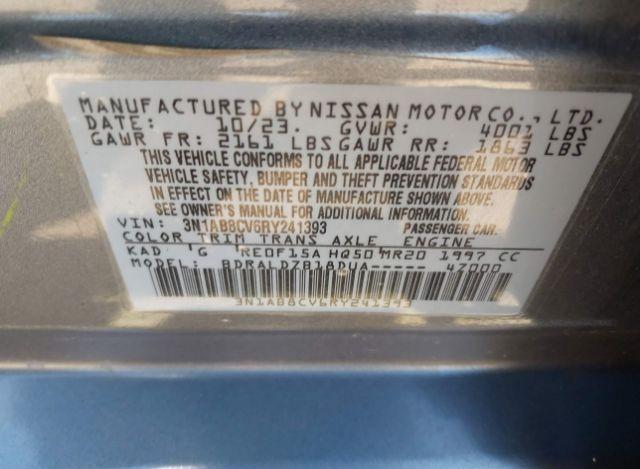 MANUFACTURED BY NISSAN MOTOR CO., LTD.
DATE: 10/23. GVWR: 4001 LBS
GAWR FR: 2161 LBS GAWR RR: 1863 LBS
THIS VEHICLE CONFORMS TO ALL APPLICABLE FEDERAL MOTOR
VEHICLE SAFETY, BUMPER AND THEFT PREVENTION STANDARDS
IN EFFECT ON THE DATE OF MANUFACTURE SHOWN ABOVE.
SEE OWNER'S MANUAL FOR ADDITIONAL INFORMATION.
VIN: 3N1AB8CV6RY241393 PASSENGER CAR.
COLOR TRIM TRANS AXLE ENGINE
KAD G RE0F15A HQ50 MR20 1997 CC
MODEL: BDRALDZB18DUA----- 47000
3N1AB8CV6RY241393